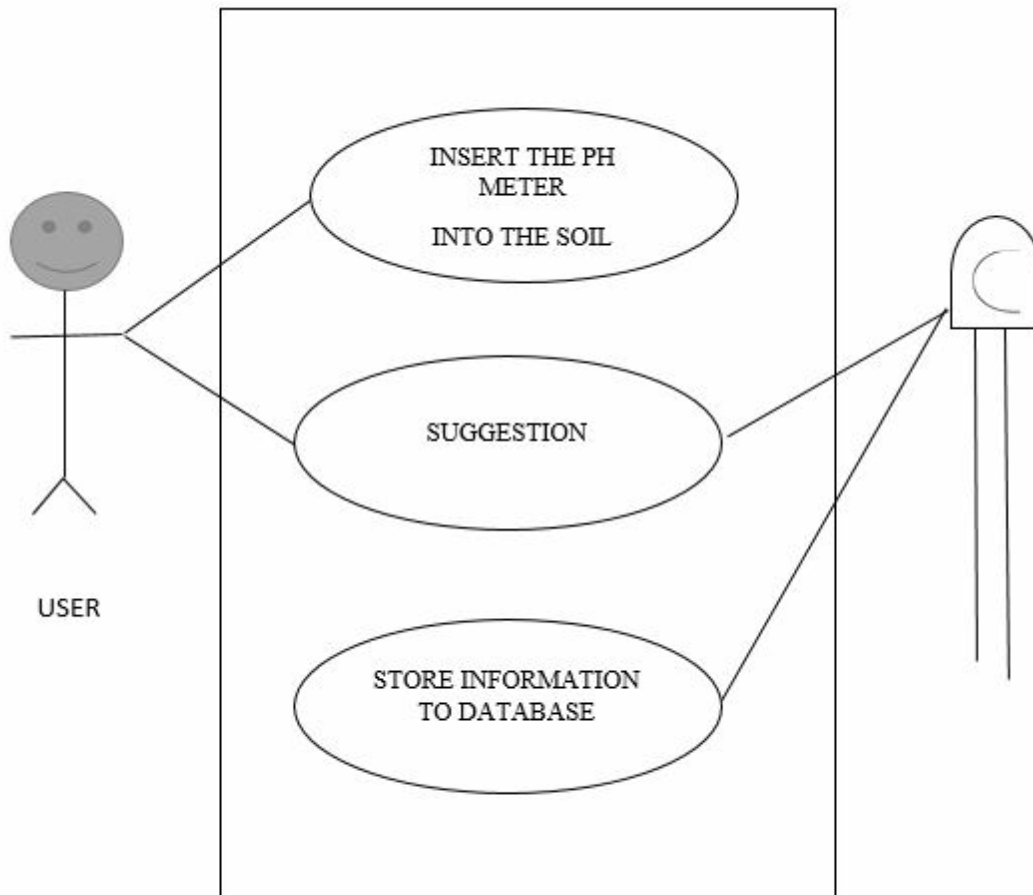 INSERT THE PH
METER
INTO THE SOIL
SUGGESTION
USER
STORE INFORMATION
TO DATABASE